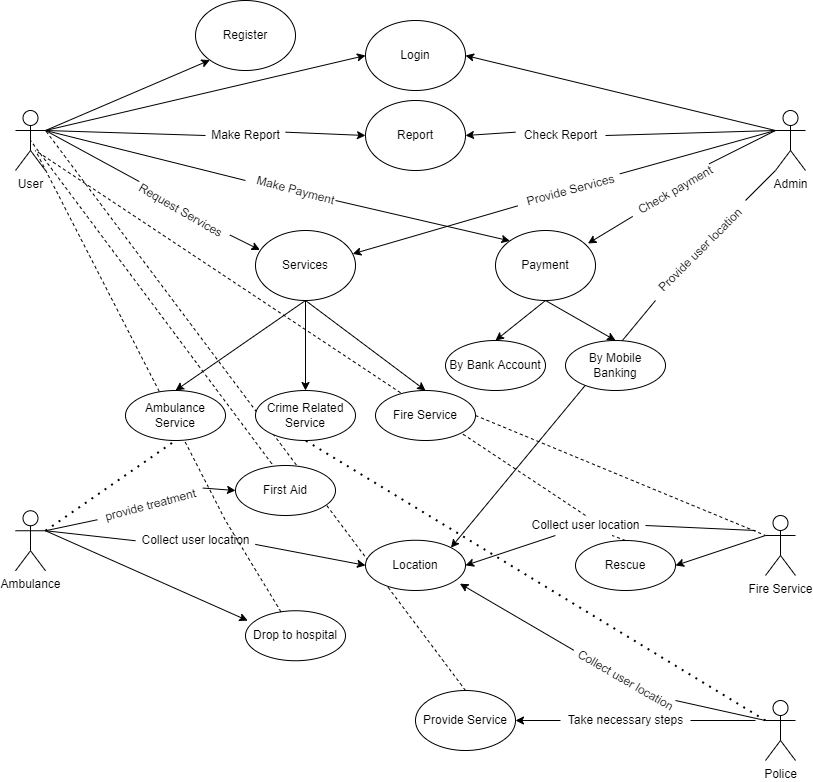 Register
Login
Make Report
Report
Check Report
User
Admin
Request Services
Make Payment
Provide Services
Check payment
Provide user location
Services
Payment
By Bank Account
By Mobile
Banking
Ambulance
Service
Crime Related
Service
Fire Service
provide treatment
First Aid
Collect user location
Collect user location
Ambulance
Location
Rescue
Fire Service
Drop to hospital
Collect user location
Provide Service
Take necessary steps
Police